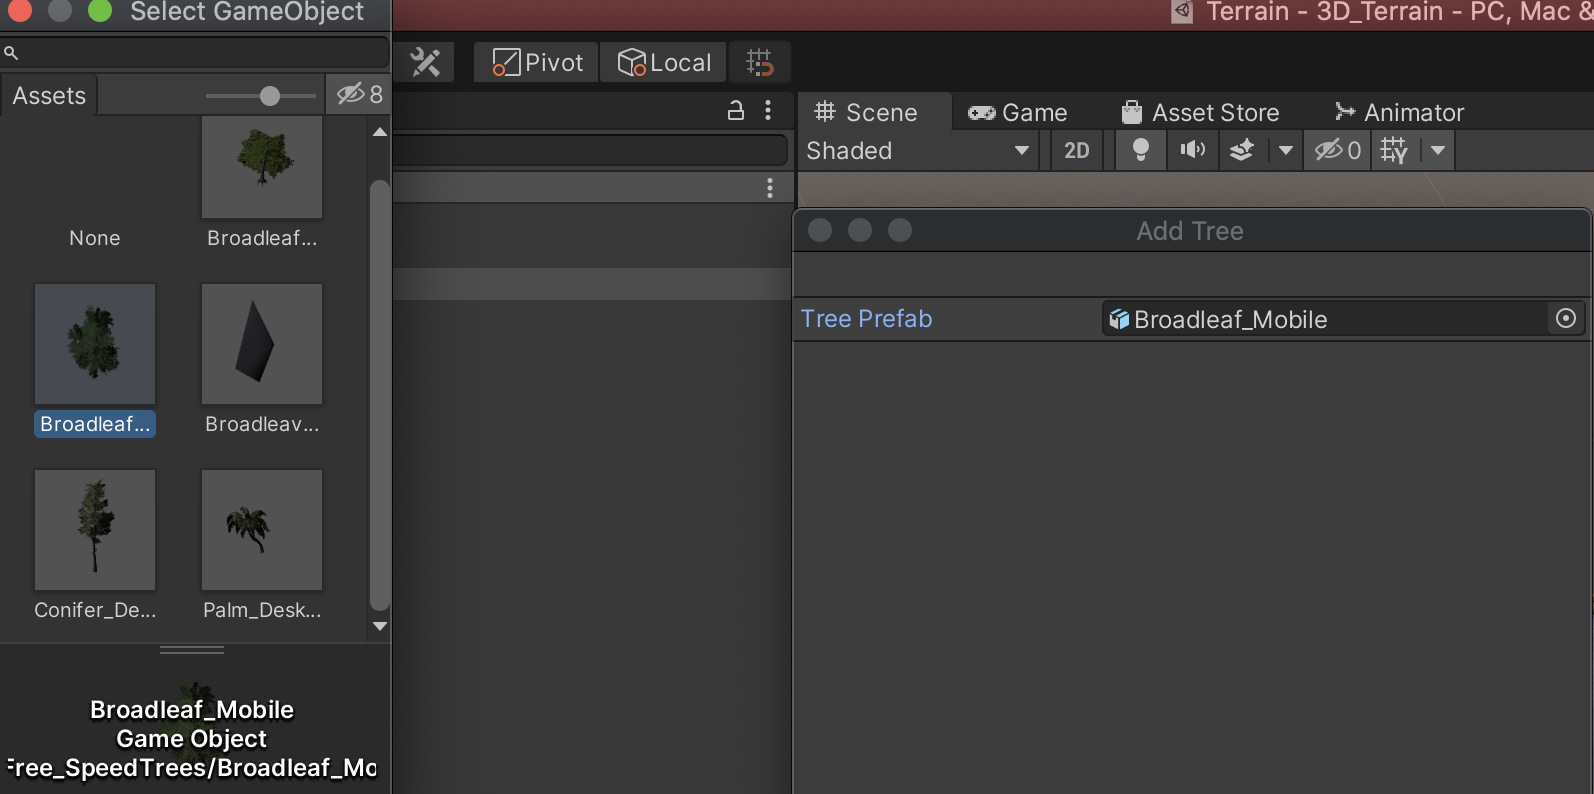 Select GameObject
Terrain - 3D_Terrain - PC, Mac &
Pivot
Local
Assets
8
Scene
Game
Asset Store
Animator
Shaded
2D
0
None
Broadleaf...
Add Tree
Tree Prefab
Broadleaf_Mobile
Broadleaf...
Broadleav...
Conifer_De...
Palm_Desk...
Broadleaf_Mobile
Game Object
Free_SpeedTrees/Broadleaf_Mo